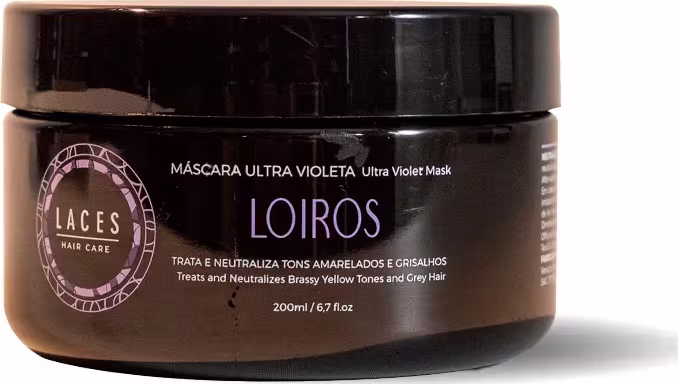 MÁSCARA ULTRA VIOLETA Ultra Violet Mask
LOIROS
LACES
HAIR CARE
TRATA E NEUTRALIZA TONS AMARELADOS E GRISALHOS
Treats and Neutralizes Brassy Yellow Tones and Grey Hair
200ml / 6,7 fl.oz